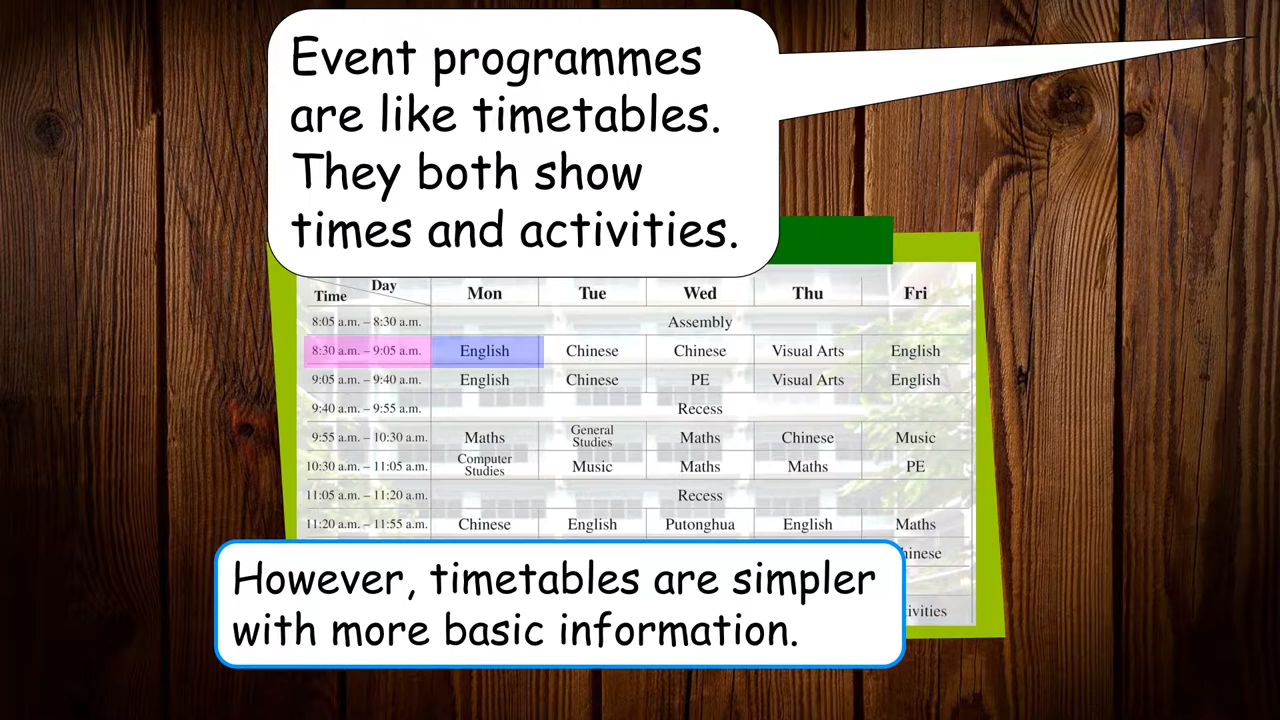 Event programmes
are like timetables.
They both show
times and activities.
Day
Time
Mon Tue Wed Thu Fri
8:05 a.m. – 8:30 a.m. Assembly
8:30 a.m. – 9:05 a.m. English Chinese Chinese Visual Arts English
9:05 a.m. – 9:40 a.m. English Chinese PE Visual Arts English
9:40 a.m. – 9:55 a.m. Recess
9:55 a.m. – 10:30 a.m. Maths General Studies Maths Chinese Music
10:30 a.m. – 11:05 a.m. Computer Studies Music Maths Maths PE
11:05 a.m. – 11:20 a.m. Recess
11:20 a.m. – 11:55 a.m. Chinese English Putonghua English Maths
However, timetables are simpler
with more basic information.